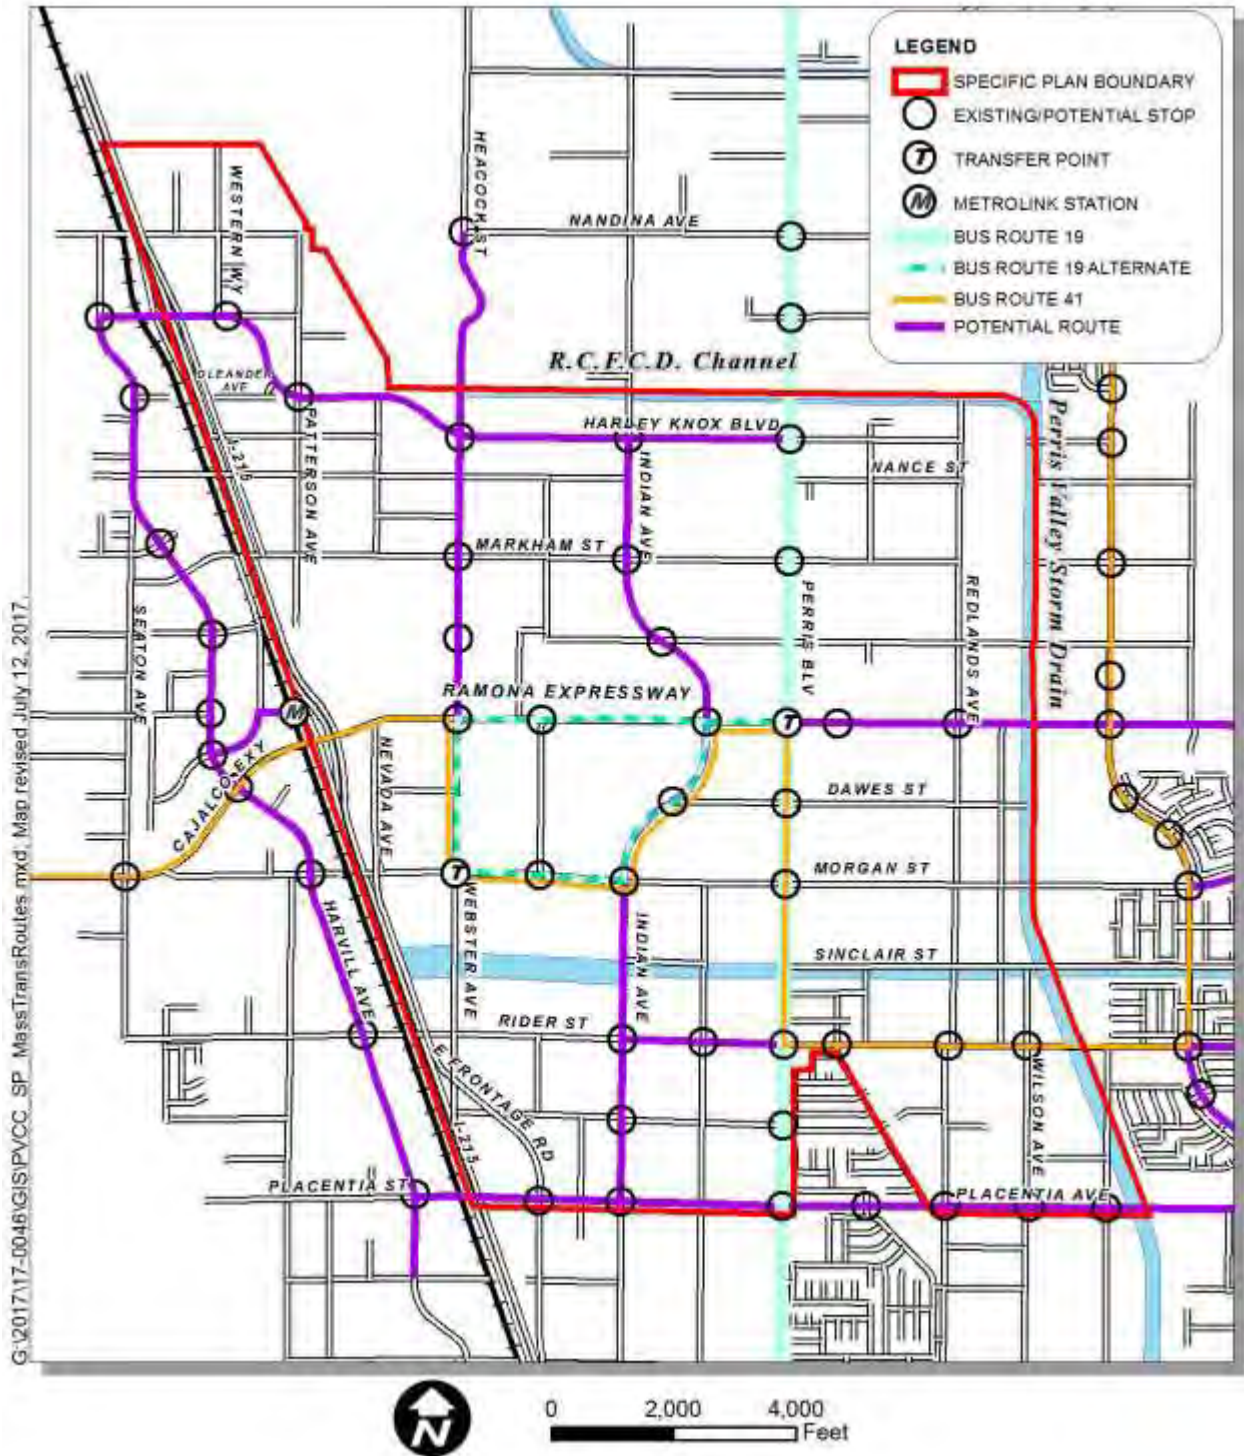 LEGEND
SPECIFIC PLAN BOUNDARY
EXISTING/POTENTIAL STOP
T TRANSFER POINT
M METROLINK STATION
BUS ROUTE 19
BUS ROUTE 19 ALTERNATE
BUS ROUTE 41
POTENTIAL ROUTE
HEACOCK ST
WESTERN WY
NANDINA AVE
R.C.F.C.D. Channel
OLEANDER
AVE
HARLEY KNOX BLVD
PATTERSON AVE
I-215
INDIAN AVE
NANCE ST
Perris Valley Storm Drain
MARKHAM ST
SEATON AVE
PERRIS BLV
REDLANDS AVE
RAMONA EXPRESSWAY
M
T
CAJALCO EXY
NEVADA AVE
DAWES ST
T
MORGAN ST
HARVILL AVE
WEBSTER AVE
INDIAN AVE
SINCLAIR ST
RIDER ST
E FRONTAGE RD
WILSON AVE
I-215
PLACENTIA ST
PLACENTIA AVE
G:\2017\17-0046\GIS\PVCC_SP_MassTransRoutes.mxd; Map revised July 12, 2017.
N
0 2,000 4,000
Feet